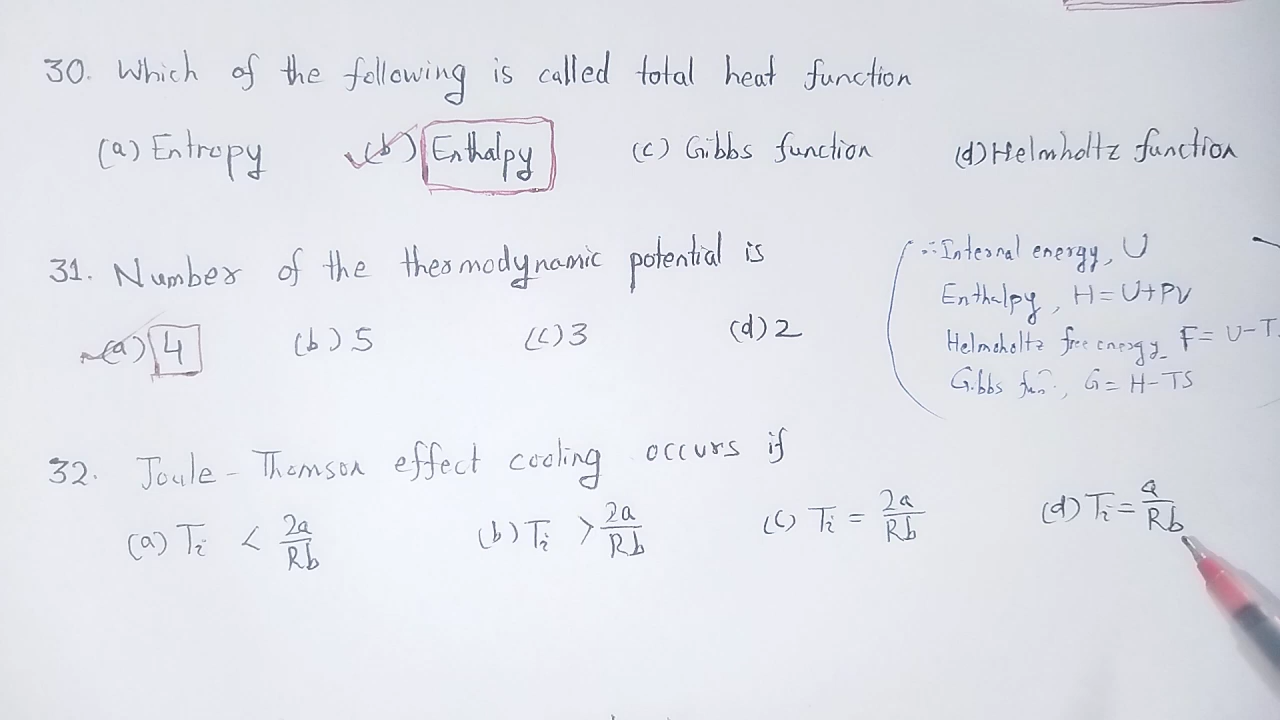 30. Which of the following is called total heat function
(a) Entropy (b) Enthalpy (c) Gibbs function (d) Helmholtz function
31. Number of the thermodynamic potential is
(a) 4 (b) 5 (c) 3 (d) 2
∴ Internal energy, U
Enthalpy, H = U+PV
Helmoholtz free energy F = U-T
Gibbs fun., G = H-TS
32. Joule-Thomson effect cooling occurs if
(a) Ti < 2a/Rb (b) Ti > 2a/Rb (c) Ti = 2a/Rb (d) Ti = a/Rb